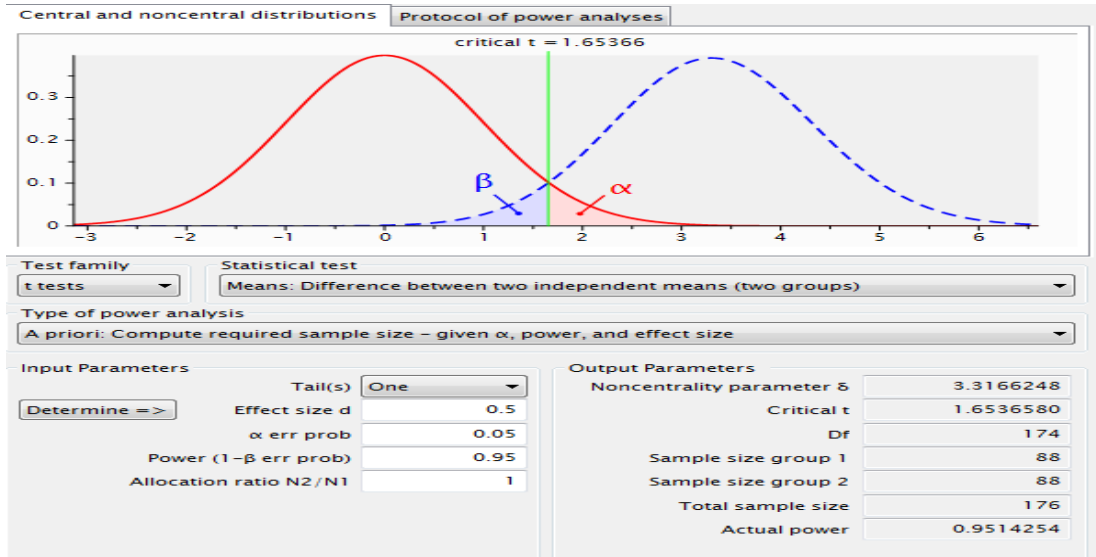 Central and noncentral distributions Protocol of power analyses
critical t = 1.65366
0.3
0.2
0.1
0
β α
-3 -2 -1 0 1 2 3 4 5 6
Test family Statistical test
t tests Means: Difference between two independent means (two groups)
Type of power analysis
A priori: Compute required sample size – given α, power, and effect size
Input Parameters Output Parameters
Tail(s) One Noncentrality parameter δ 3.3166248
Determine => Effect size d 0.5 Critical t 1.6536580
α err prob 0.05 Df 174
Power (1-β err prob) 0.95 Sample size group 1 88
Allocation ratio N2/N1 1 Sample size group 2 88
Total sample size 176
Actual power 0.9514254